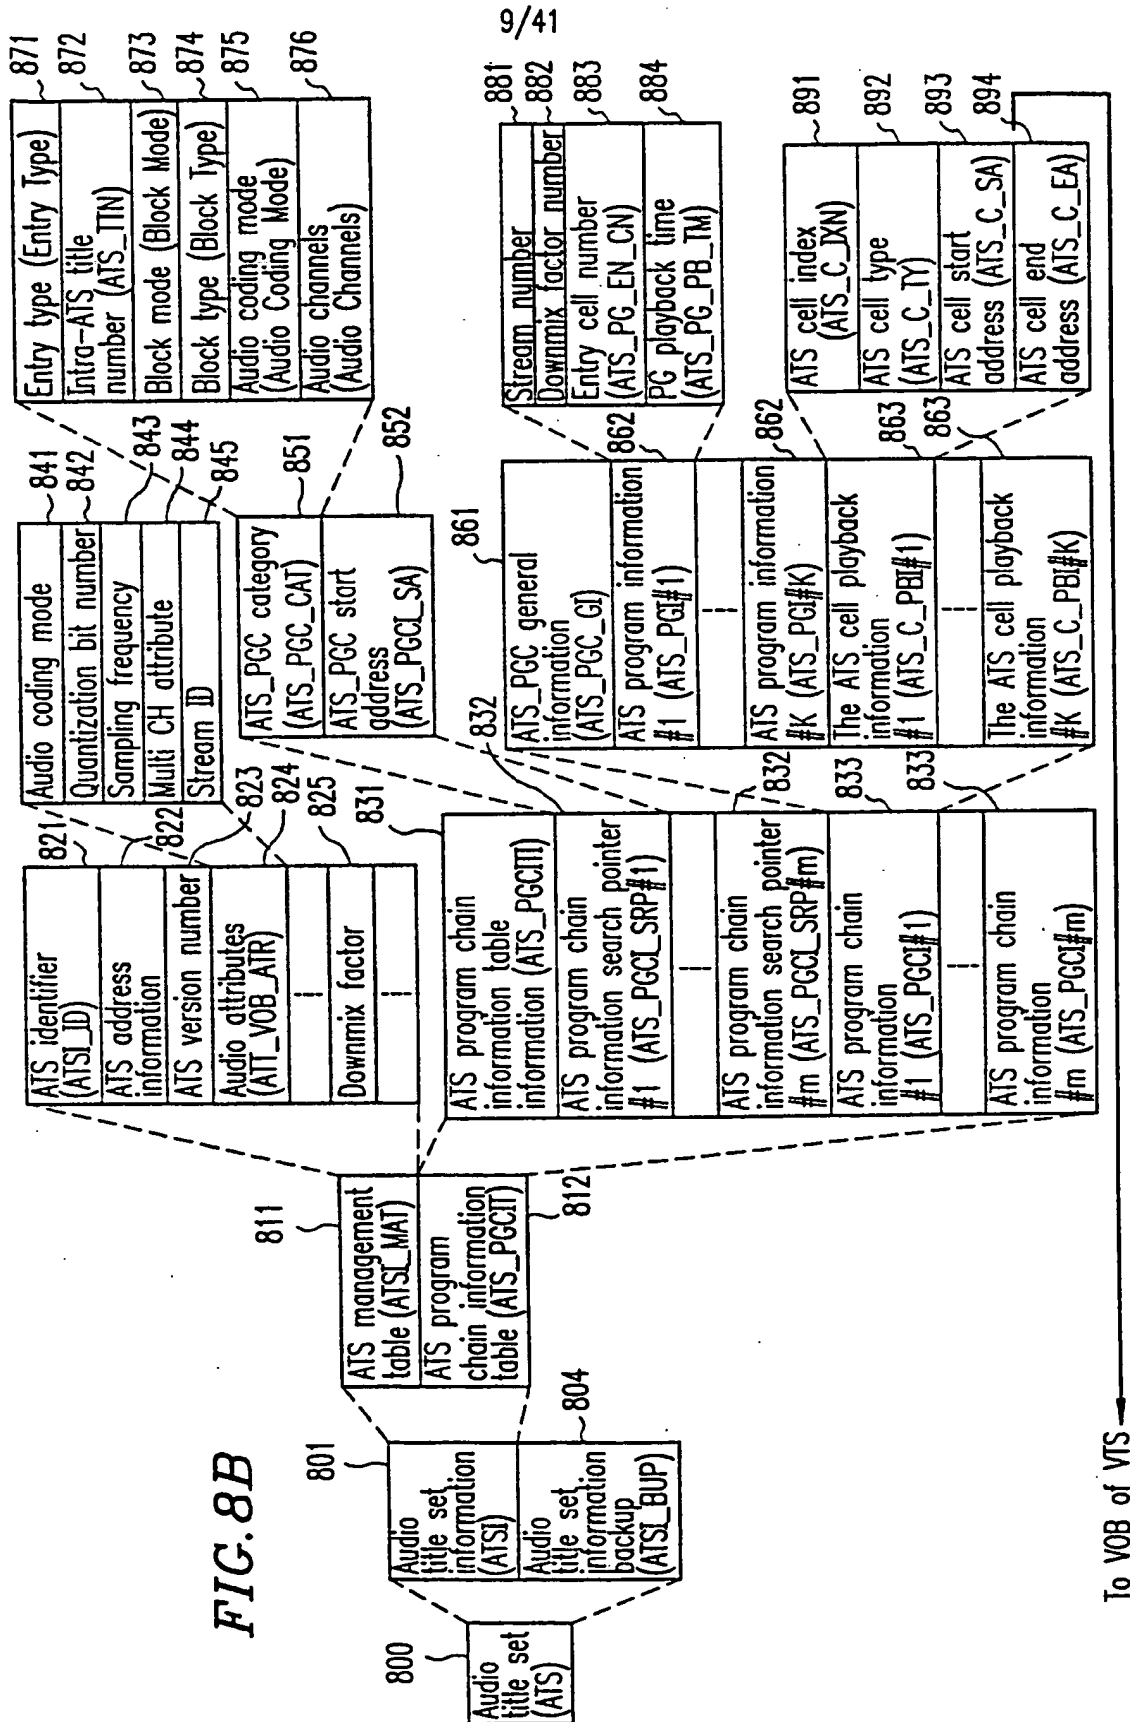 9/41
FIG. 8B
800
Audio
title set
(ATS)
801
Audio
title set
information
(ATSI)
Audio
title set
information
backup
(ATSI_BUP)
804
811
ATS management
table (ATSI_MAT)
ATS program
chain information
table (ATS_PGCIT)
812
821
822
823
824
825
ATS identifier
(ATSI_ID)
ATS address
information
ATS version number
Audio attributes
(ATT_VOB_ATR)
Downmix factor
831
ATS program chain
information table
information (ATS_PGCITI)
ATS program chain
information search pointer
#1 (ATS_PGCI_SRP#1)
832
ATS program chain
information search pointer
#m (ATS_PGCI_SRP#m)
832
ATS program chain
information
#1 (ATS_PGCI#1)
833
ATS program chain
information
#m (ATS_PGCI#m)
833
841
842
843
844
845
Audio coding mode
Quantization bit number
Sampling frequency
Multi CH attribute
Stream ID
ATS_PGC category
(ATS_PGC_CAT)
851
ATS_PGC start
address
(ATS_PGCI_SA)
852
861
ATS_PGC general
information
(ATS_PGC_GI)
ATS program information
#1 (ATS_PGI#1)
862
ATS program information
#K (ATS_PGI#K)
862
The ATS cell playback
information
#1 (ATS_C_PBI#1)
863
The ATS cell playback
information
#K (ATS_C_PBI#K)
863
Entry type (Entry Type)
871
Intra-ATS title
number (ATS_TTN)
872
Block mode (Block Mode)
873
Block type (Block Type)
874
Audio coding mode
(Audio Coding Mode)
875
Audio channels
(Audio Channels)
876
Stream number
881
Downmix factor number
882
Entry cell number
(ATS_PG_EN_CN)
883
PG playback time
(ATS_PG_PB_TM)
884
ATS cell index
(ATS_C_IXN)
891
ATS cell type
(ATS_C_TY)
892
ATS cell start
address (ATS_C_SA)
893
ATS cell end
address (ATS_C_EA)
894
To VOB of VTS